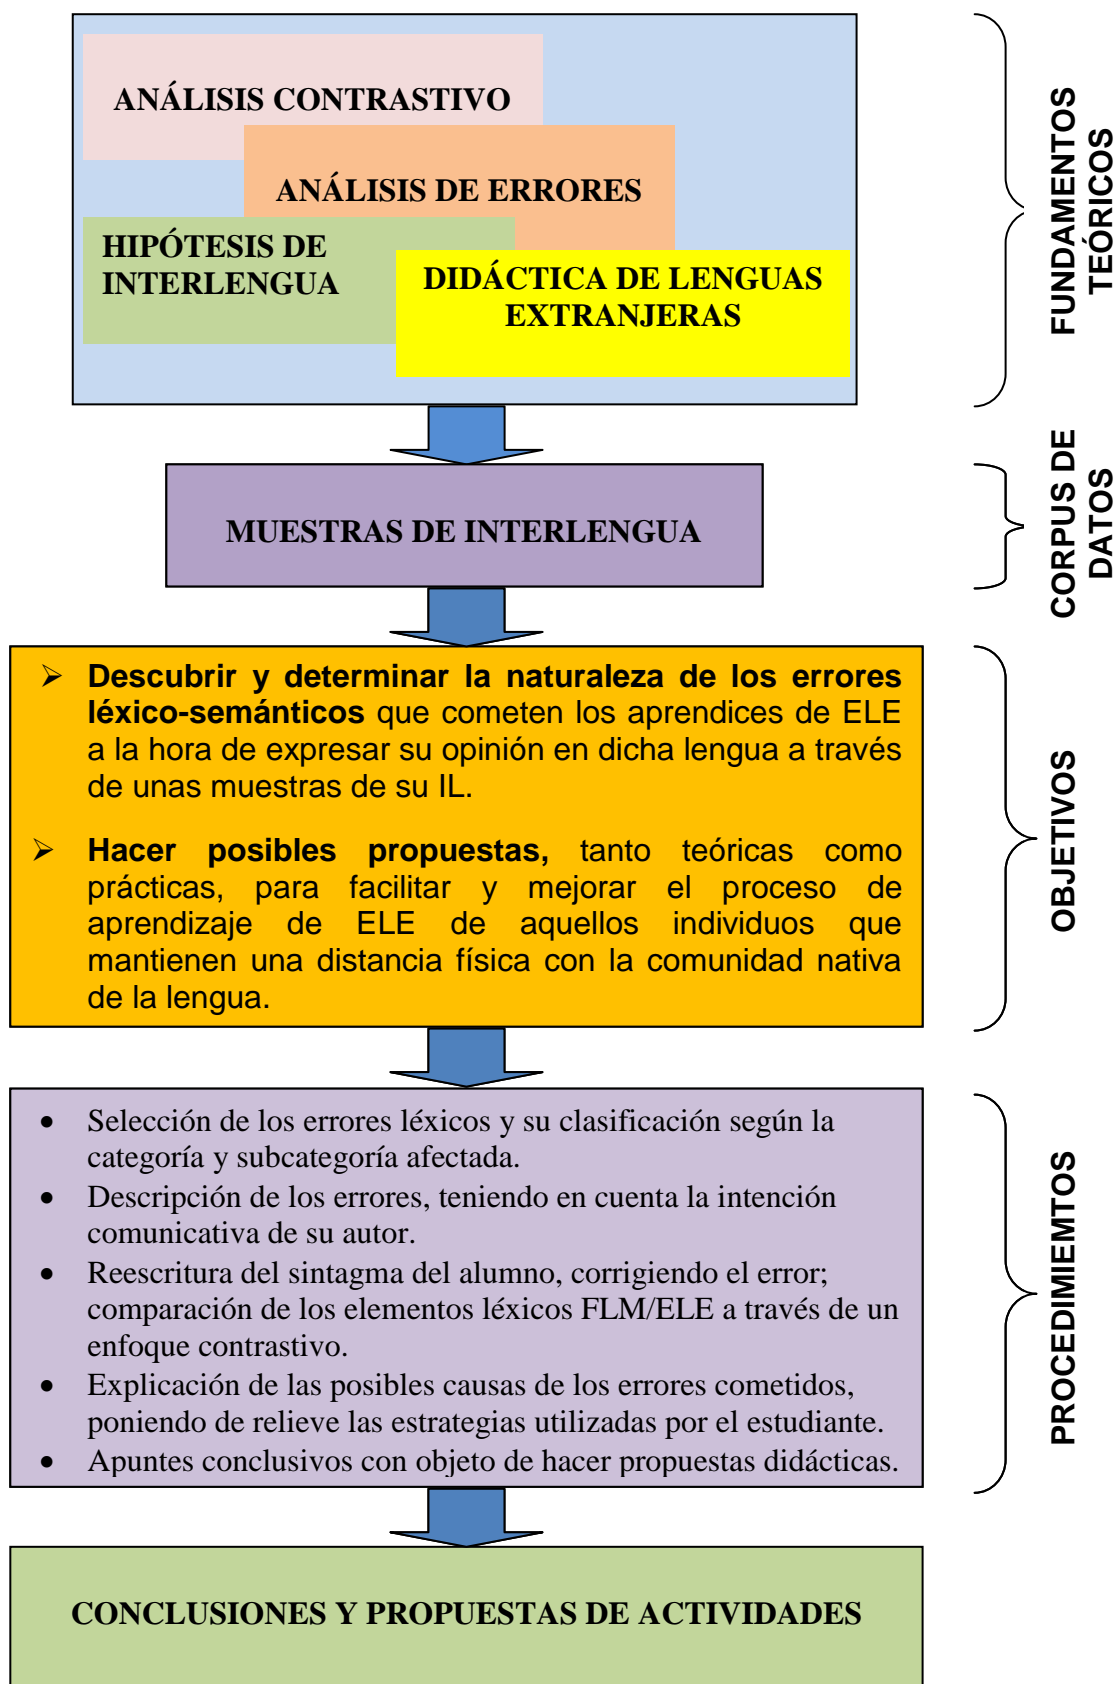 ANÁLISIS CONTRASTIVO
ANÁLISIS DE ERRORES
HIPÓTESIS DE
INTERLENGUA
DIDÁCTICA DE LENGUAS
EXTRANJERAS
FUNDAMENTOS
TEÓRICOS
MUESTRAS DE INTERLENGUA
CORPUS DE
DATOS
➢ Descubrir y determinar la naturaleza de los errores
léxico-semánticos que cometen los aprendices de ELE
a la hora de expresar su opinión en dicha lengua a través
de unas muestras de su IL.
➢ Hacer posibles propuestas, tanto teóricas como
prácticas, para facilitar y mejorar el proceso de
aprendizaje de ELE de aquellos individuos que
mantienen una distancia física con la comunidad nativa
de la lengua.
OBJETIVOS
• Selección de los errores léxicos y su clasificación según la
categoría y subcategoría afectada.
• Descripción de los errores, teniendo en cuenta la intención
comunicativa de su autor.
• Reescritura del sintagma del alumno, corrigiendo el error;
comparación de los elementos léxicos FLM/ELE a través de un
enfoque contrastivo.
• Explicación de las posibles causas de los errores cometidos,
poniendo de relieve las estrategias utilizadas por el estudiante.
• Apuntes conclusivos con objeto de hacer propuestas didácticas.
PROCEDIMIEMTOS
CONCLUSIONES Y PROPUESTAS DE ACTIVIDADES